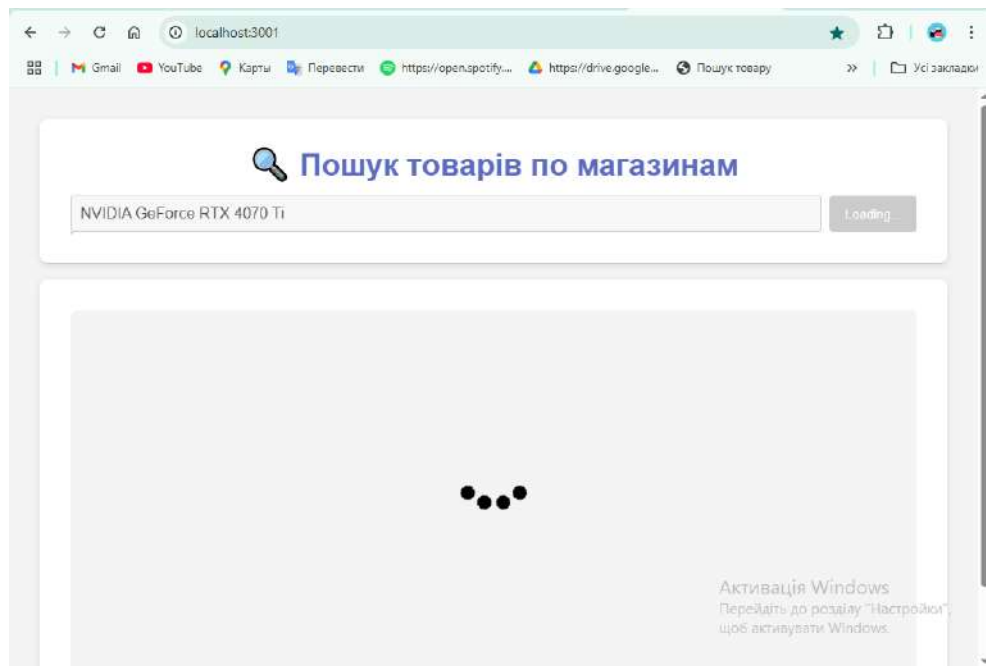 localhost:3001
Gmail YouTube Карты Перевести https://open.spotify.... https://drive.google... Пошук товару » Усі закладки
Пошук товарів по магазинам
NVIDIA GeForce RTX 4070 Ti Loading...
Активація Windows
Перейдіть до розділу "Настройки",
щоб активувати Windows.